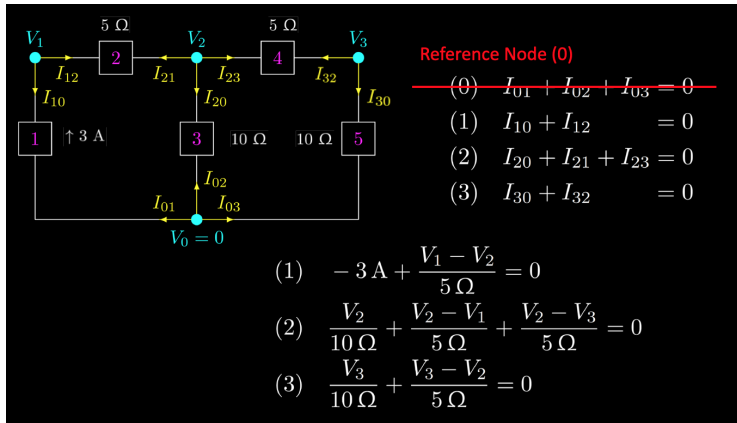 5 Ω 5 Ω
V₁ V₂ V₃
2 4
I₁₂ I₂₁ I₂₃ I₃₂
I₁₀ I₂₀ I₃₀
1 ↑ 3 A 3 10 Ω 10 Ω 5
I₀₂
I₀₁ I₀₃
V₀ = 0
Reference Node (0)
(0) I₀₁ + I₀₂ + I₀₃ = 0
(1) I₁₀ + I₁₂ = 0
(2) I₂₀ + I₂₁ + I₂₃ = 0
(3) I₃₀ + I₃₂ = 0
(1) − 3 A + (V₁ − V₂)/(5 Ω) = 0
(2) V₂/(10 Ω) + (V₂ − V₁)/(5 Ω) + (V₂ − V₃)/(5 Ω) = 0
(3) V₃/(10 Ω) + (V₃ − V₂)/(5 Ω) = 0